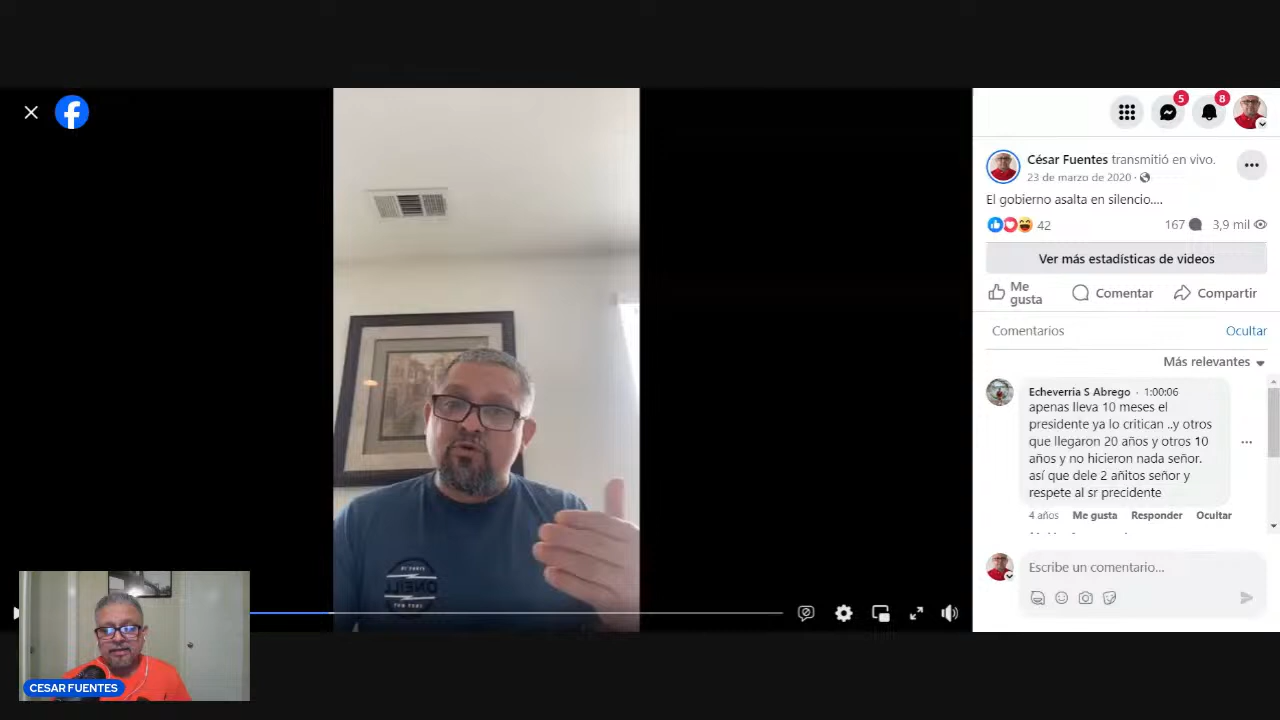 5
8
César Fuentes transmitió en vivo.
23 de marzo de 2020 ·
El gobierno asalta en silencio....
42
167
3,9 mil
Ver más estadísticas de videos
Me gusta
Comentar
Compartir
Comentarios
Ocultar
Más relevantes
Echeverria S Abrego · 1:00:06
apenas lleva 10 meses el
presidente ya lo critican ..y otros
que llegaron 20 años y otros 10
años y no hicieron nada señor.
así que dele 2 añitos señor y
respete al sr precidente
4 años Me gusta Responder Ocultar
Escribe un comentario...
CESAR FUENTES